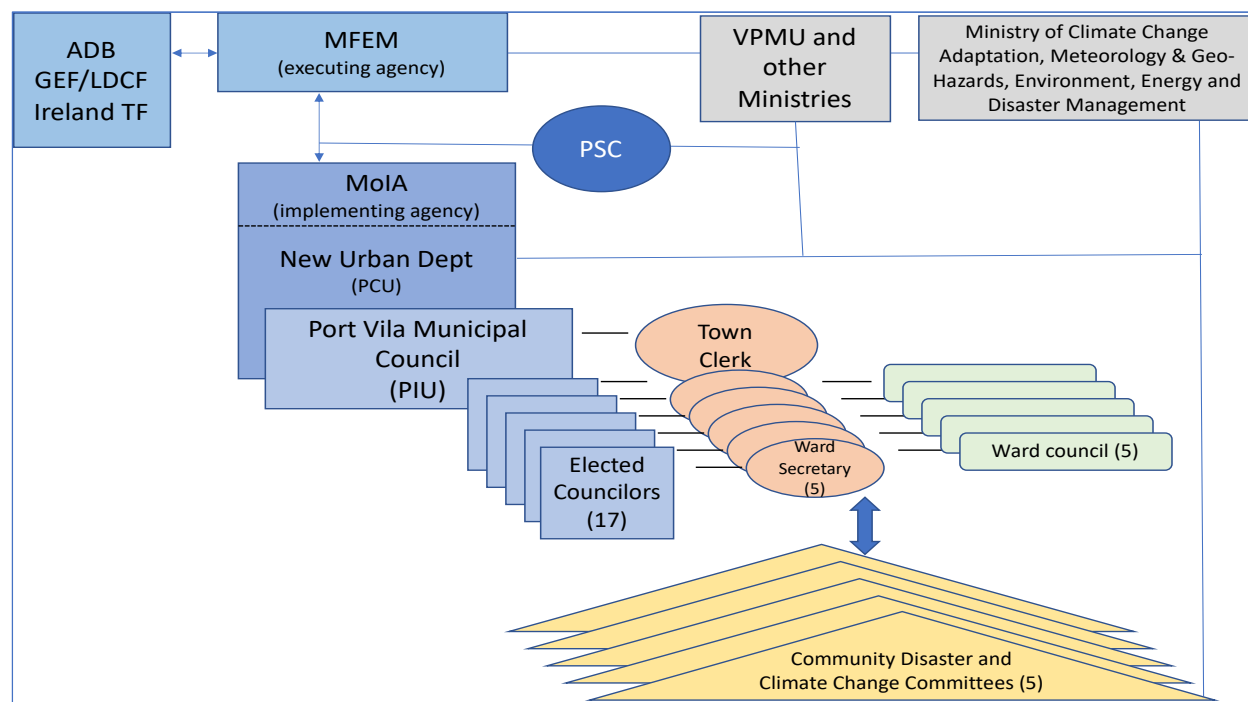 ADB
GEF/LDCF
Ireland TF
MFEM
(executing agency)
VPMU and
other
Ministries
Ministry of Climate Change
Adaptation, Meteorology & Geo-
Hazards, Environment, Energy and
Disaster Management
PSC
MoIA
(implementing agency)
New Urban Dept
(PCU)
Port Vila Municipal
Council
(PIU)
Town
Clerk
Elected
Councilors
(17)
Ward
Secretary
(5)
Ward council (5)
Community Disaster and
Climate Change Committees (5)